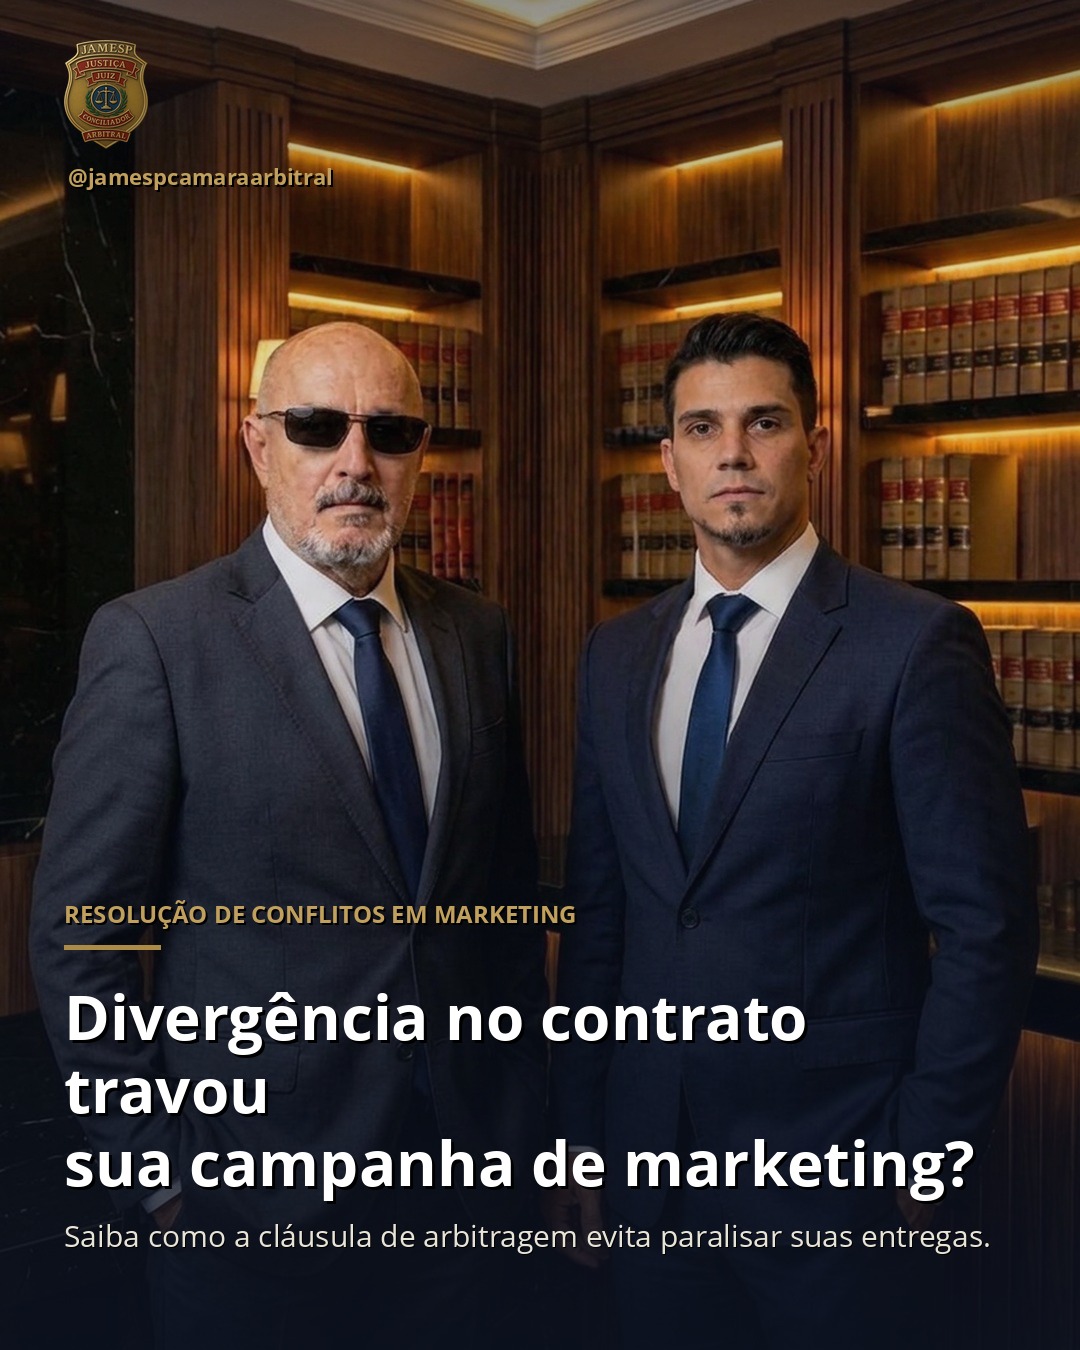 JAMESP
JUSTIÇA
JUIZ
CONCILIADOR
ARBITRAL
@jamespcamaraarbitral
RESOLUÇÃO DE CONFLITOS EM MARKETING
Divergência no contrato
travou
sua campanha de marketing?
Saiba como a cláusula de arbitragem evita paralisar suas entregas.